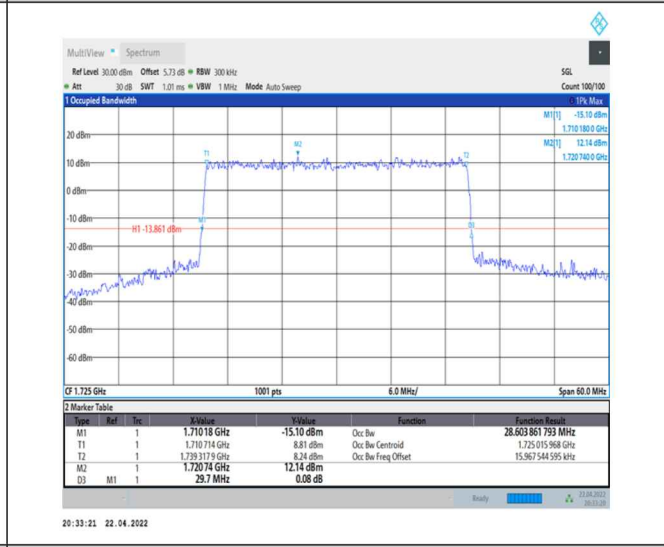 MultiView Spectrum
Ref Level 30.00 dBm Offset 5.73 dB RBW 300 kHz SGL
Att 30 dB SWT 1.01 ms VBW 1 MHz Mode Auto Sweep Count 100/100
1 Occupied Bandwidth 1Pk Max
M1[1] -15.10 dBm
1.710 180 0 GHz
M2[1] 12.14 dBm
1.720 740 0 GHz
20 dBm
M2
T1
T2
10 dBm
0 dBm
-10 dBm
M1
D3
H1 -13.861 dBm
-20 dBm
-30 dBm
-40 dBm
-50 dBm
-60 dBm
CF 1.725 GHz 1001 pts 6.0 MHz/ Span 60.0 MHz
2 Marker Table
Type Ref Trc X-Value Y-Value Function Function Result
M1 1 1.71018 GHz -15.10 dBm Occ Bw 28.603 861 793 MHz
T1 1 1.710 714 GHz 8.81 dBm Occ Bw Centroid 1.725 015 968 GHz
T2 1 1.739 317 9 GHz 8.24 dBm Occ Bw Freq Offset 15.967 544 595 kHz
M2 1 1.72074 GHz 12.14 dBm
D3 M1 1 29.7 MHz 0.08 dB
Ready 22.04.2022
20:33:20
20:33:21 22.04.2022